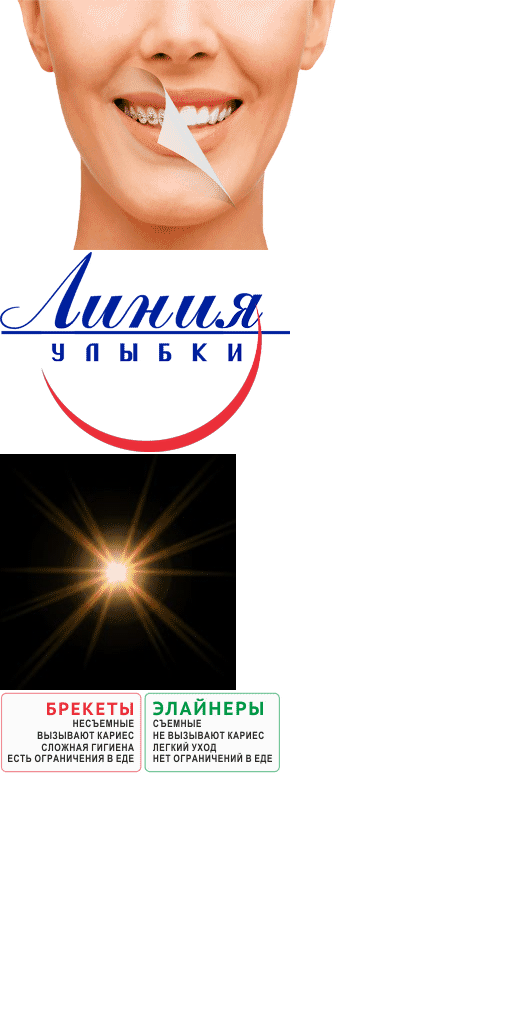 Линия
УЛЫБКИ
БРЕКЕТЫ
НЕСЪЕМНЫЕ
ВЫЗЫВАЮТ КАРИЕС
СЛОЖНАЯ ГИГИЕНА
ЕСТЬ ОГРАНИЧЕНИЯ В ЕДЕ
ЭЛАЙНЕРЫ
СЪЕМНЫЕ
НЕ ВЫЗЫВАЮТ КАРИЕС
ЛЕГКИЙ УХОД
НЕТ ОГРАНИЧЕНИЙ В ЕДЕ